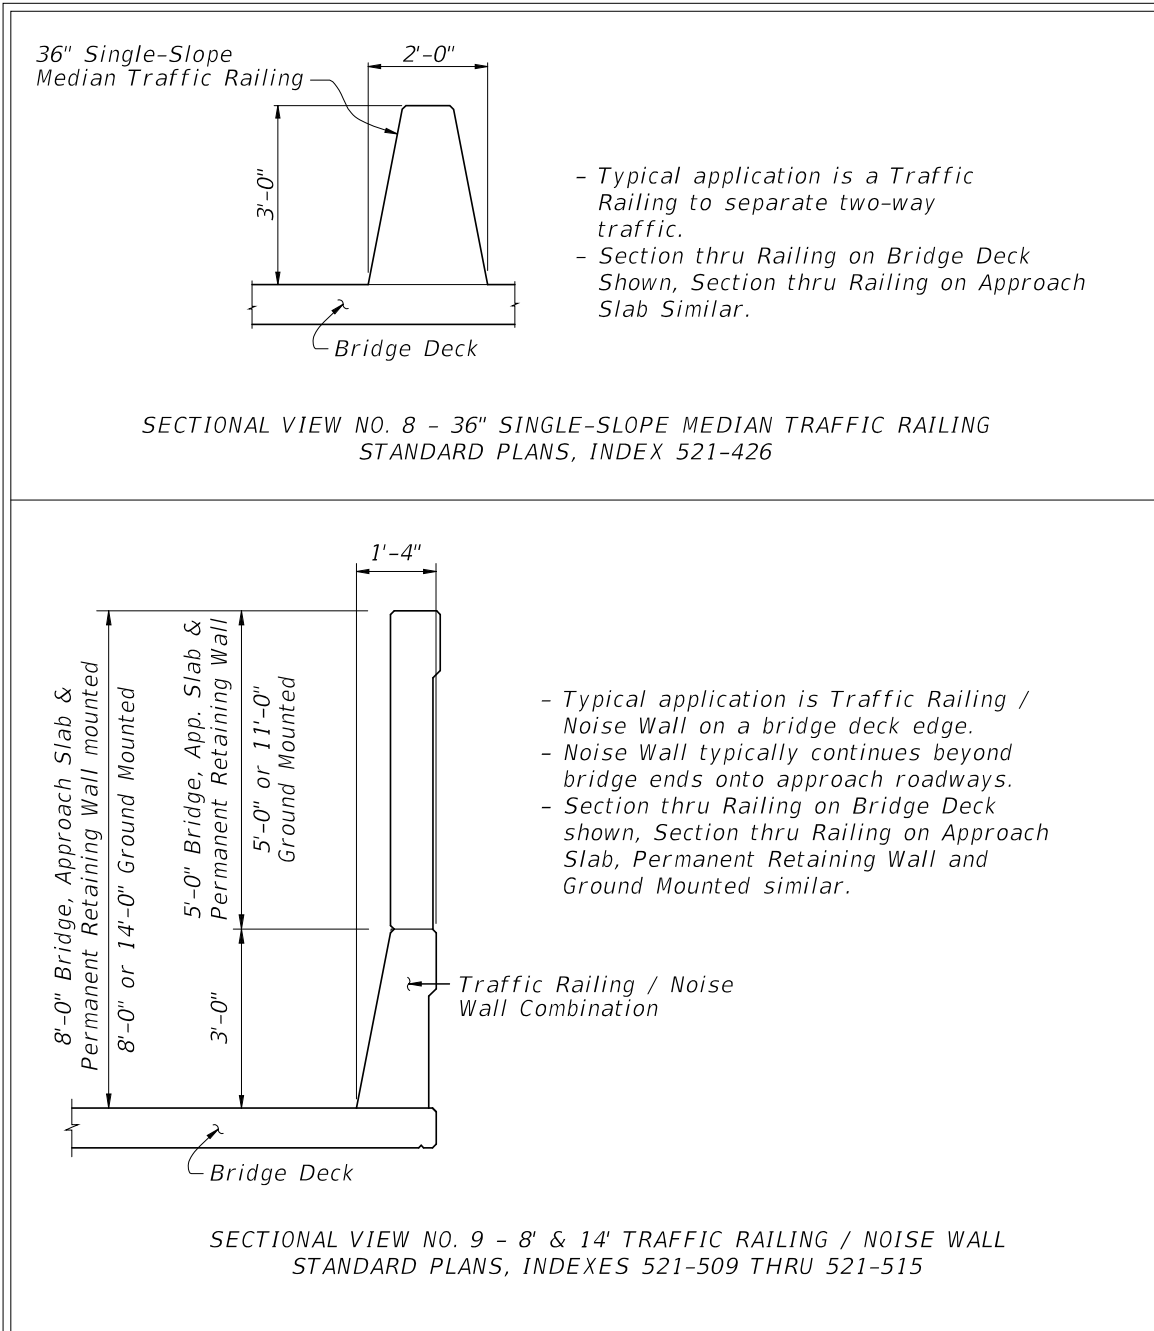 36" Single-Slope
Median Traffic Railing
2'-0"
3'-0"
- Typical application is a Traffic
Railing to separate two-way
traffic.
- Section thru Railing on Bridge Deck
Shown, Section thru Railing on Approach
Slab Similar.
Bridge Deck
SECTIONAL VIEW NO. 8 - 36" SINGLE-SLOPE MEDIAN TRAFFIC RAILING
STANDARD PLANS, INDEX 521-426
1'-4"
8'-0" Bridge, Approach Slab &
Permanent Retaining Wall mounted
8'-0" or 14'-0" Ground Mounted
5'-0" Bridge, App. Slab &
Permanent Retaining Wall
5'-0" or 11'-0"
Ground Mounted
3'-0"
- Typical application is Traffic Railing /
Noise Wall on a bridge deck edge.
- Noise Wall typically continues beyond
bridge ends onto approach roadways.
- Section thru Railing on Bridge Deck
shown, Section thru Railing on Approach
Slab, Permanent Retaining Wall and
Ground Mounted similar.
Traffic Railing / Noise
Wall Combination
Bridge Deck
SECTIONAL VIEW NO. 9 - 8' & 14' TRAFFIC RAILING / NOISE WALL
STANDARD PLANS, INDEXES 521-509 THRU 521-515